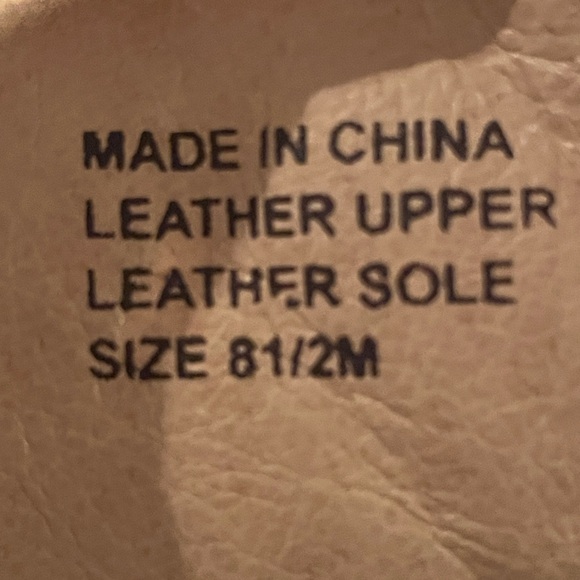 MADE IN CHINA
LEATHER UPPER
LEATHER SOLE
SIZE 81/2M